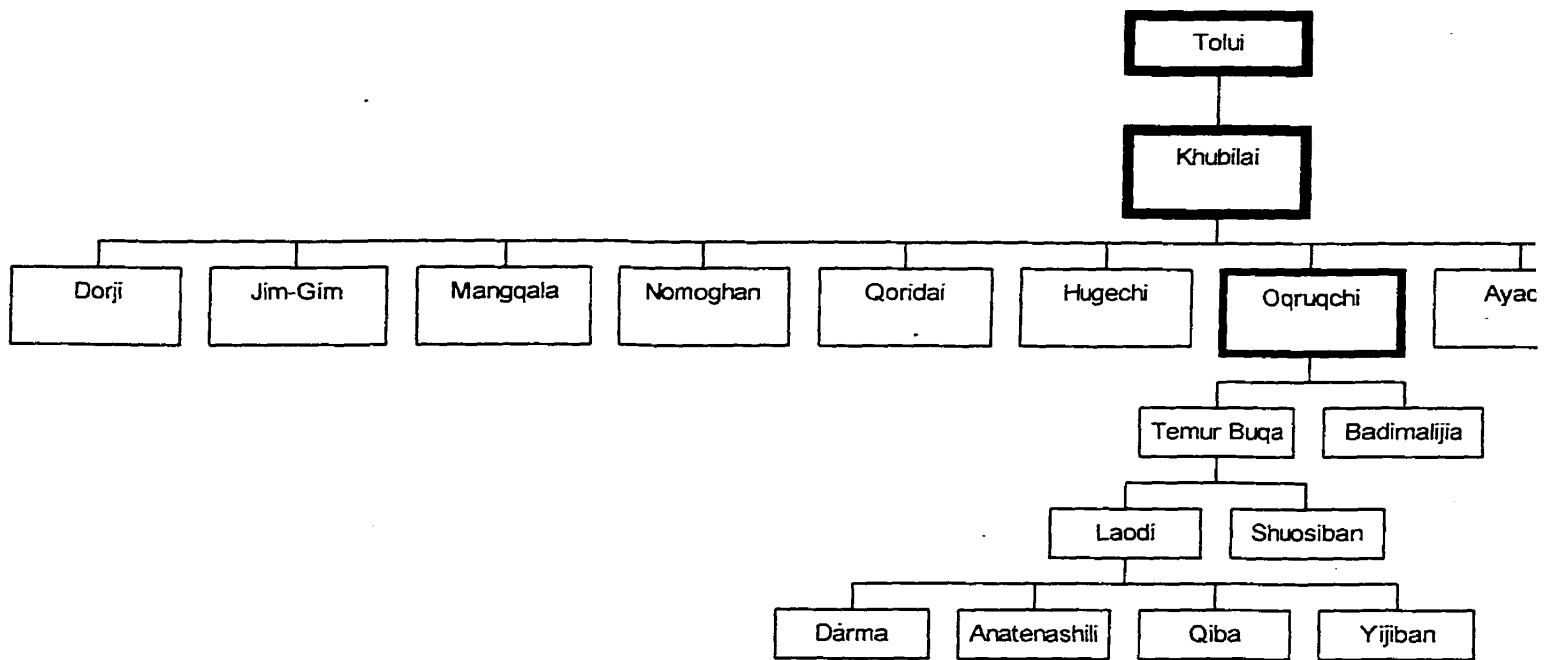 Tolui
Khubilai
Dorji Jim-Gim Mangqala Nomoghan Qoridai Hugechi Oqruqchi
Temur Buqa Badimalijia
Laodi Shuosiban
Darma Anatenashili Qiba Yijiban